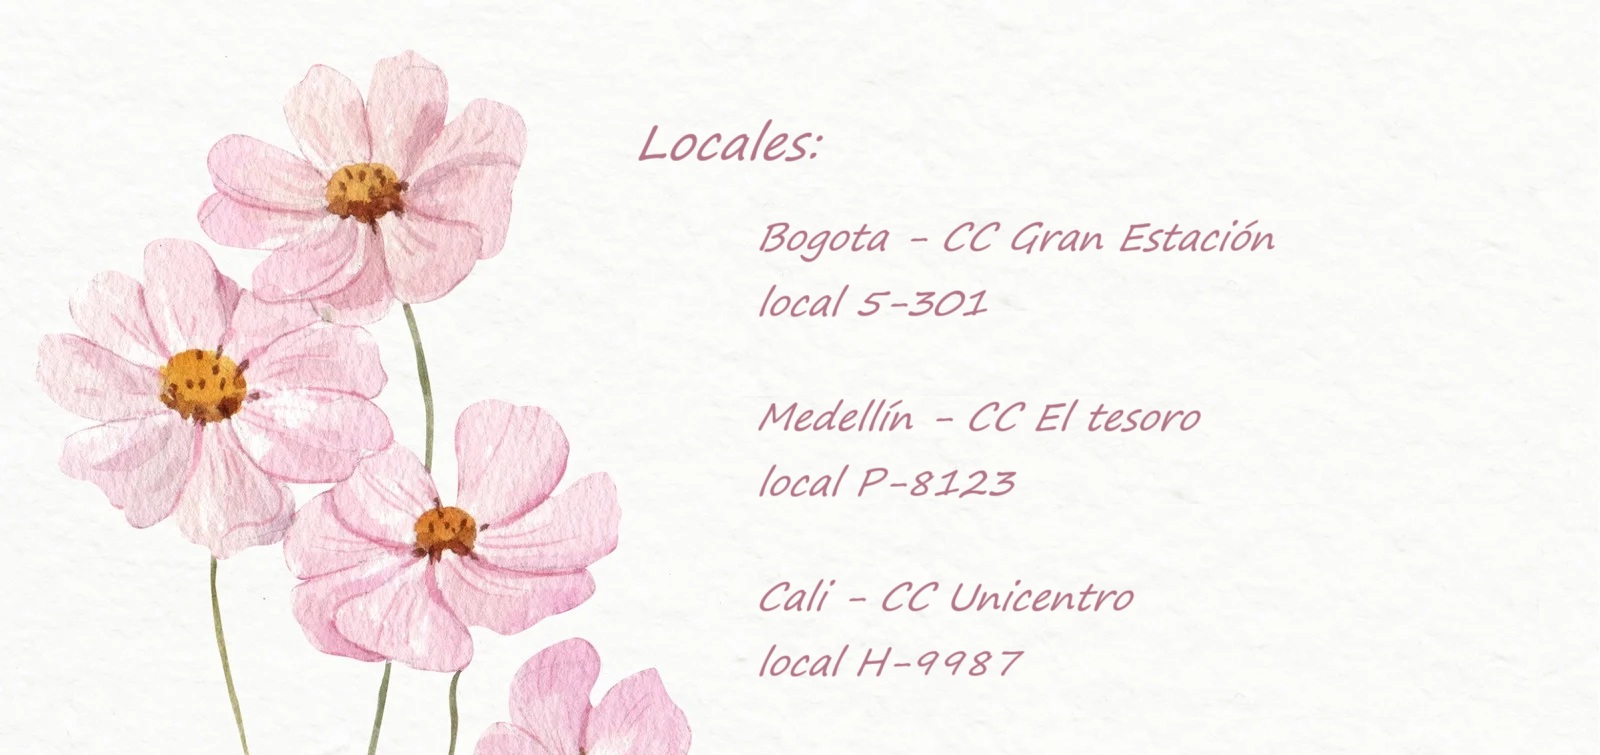 Locales:
Bogota - CC Gran Estación
local 5-301
Medellín - CC El tesoro
local P-8123
Cali - CC Unicentro
local H-9987